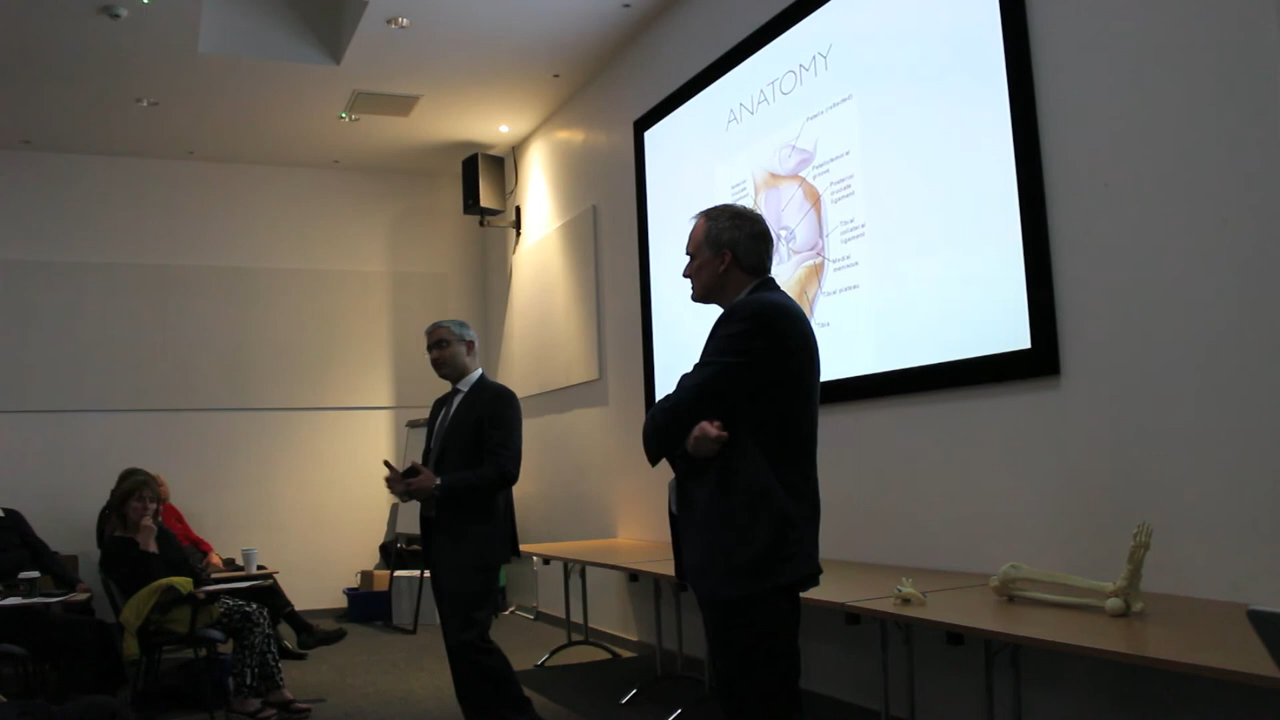 ANATOMY
Patella (reflected)
Patellofemoral
groove
Posterior
cruciate
ligament
Tibial
collateral
ligament
Medial
meniscus
Tibial plateau
Tibia